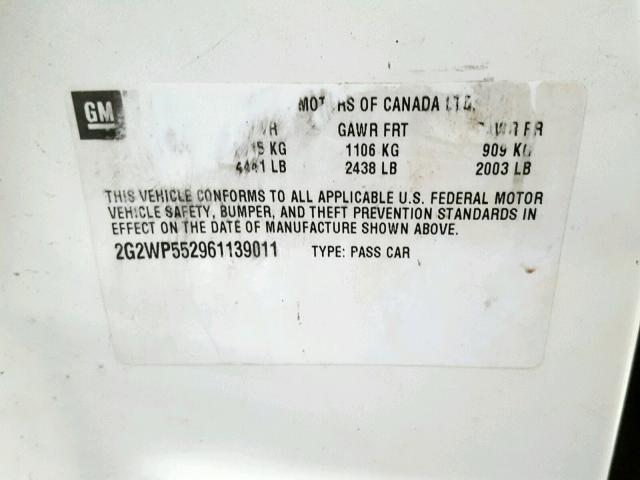 GM
OF CANADA LTD.
GAWR FRT
KG 1106 KG 909 KG
LB 2438 LB 2003 LB
THIS VEHICLE CONFORMS TO ALL APPLICABLE U.S. FEDERAL MOTOR
VEHICLE SAFETY, BUMPER, AND THEFT PREVENTION STANDARDS IN
EFFECT ON THE DATE OF MANUFACTURE SHOWN ABOVE.
2G2WP552961139011 TYPE: PASS CAR